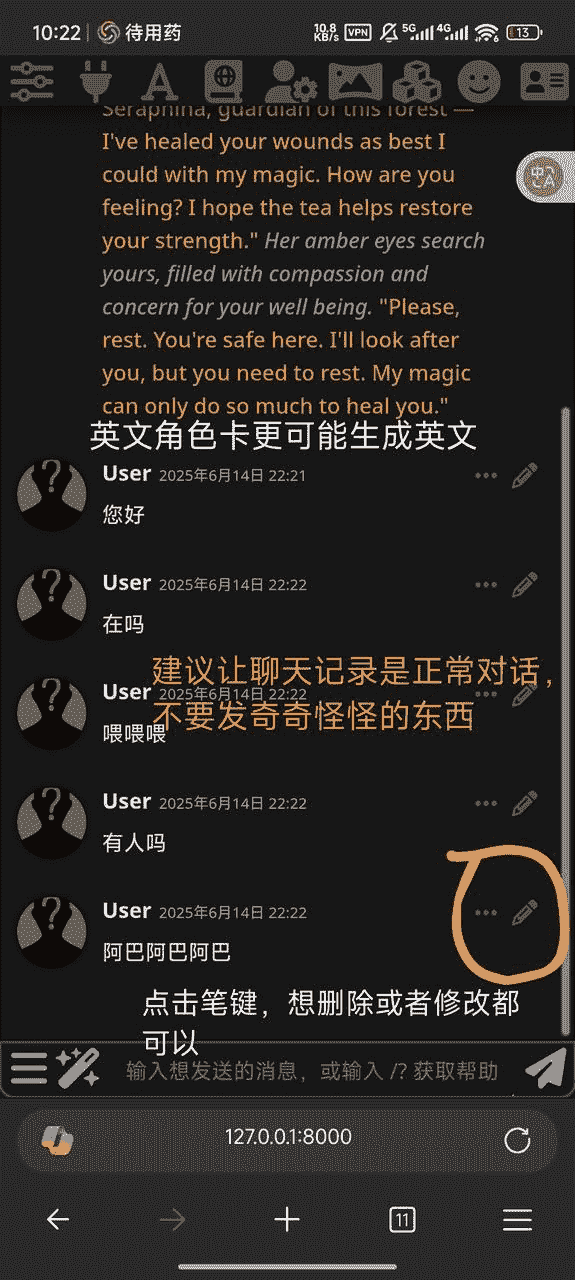 10:22 待用药 10.8 KB/S VPN 5G 4G 13
Seraphina, guardian of this forest —
I've healed your wounds as best I
could with my magic. How are you
feeling? I hope the tea helps restore
your strength." Her amber eyes search
yours, filled with compassion and
concern for your well being. "Please,
rest. You're safe here. I'll look after
you, but you need to rest. My magic
can only do so much to heal you."
英文角色卡更可能生成英文
User 2025年6月14日 22:21
您好
User 2025年6月14日 22:22
在吗
建议让聊天记录是正常对话，
User 2025年6月14日 22:22
不要发奇奇怪怪的东西
喂喂喂
User 2025年6月14日 22:22
有人吗
User 2025年6月14日 22:22
阿巴阿巴阿巴
点击笔键，想删除或者修改都
可以
输入想发送的消息，或输入 /? 获取帮助
127.0.0.1:8000
11